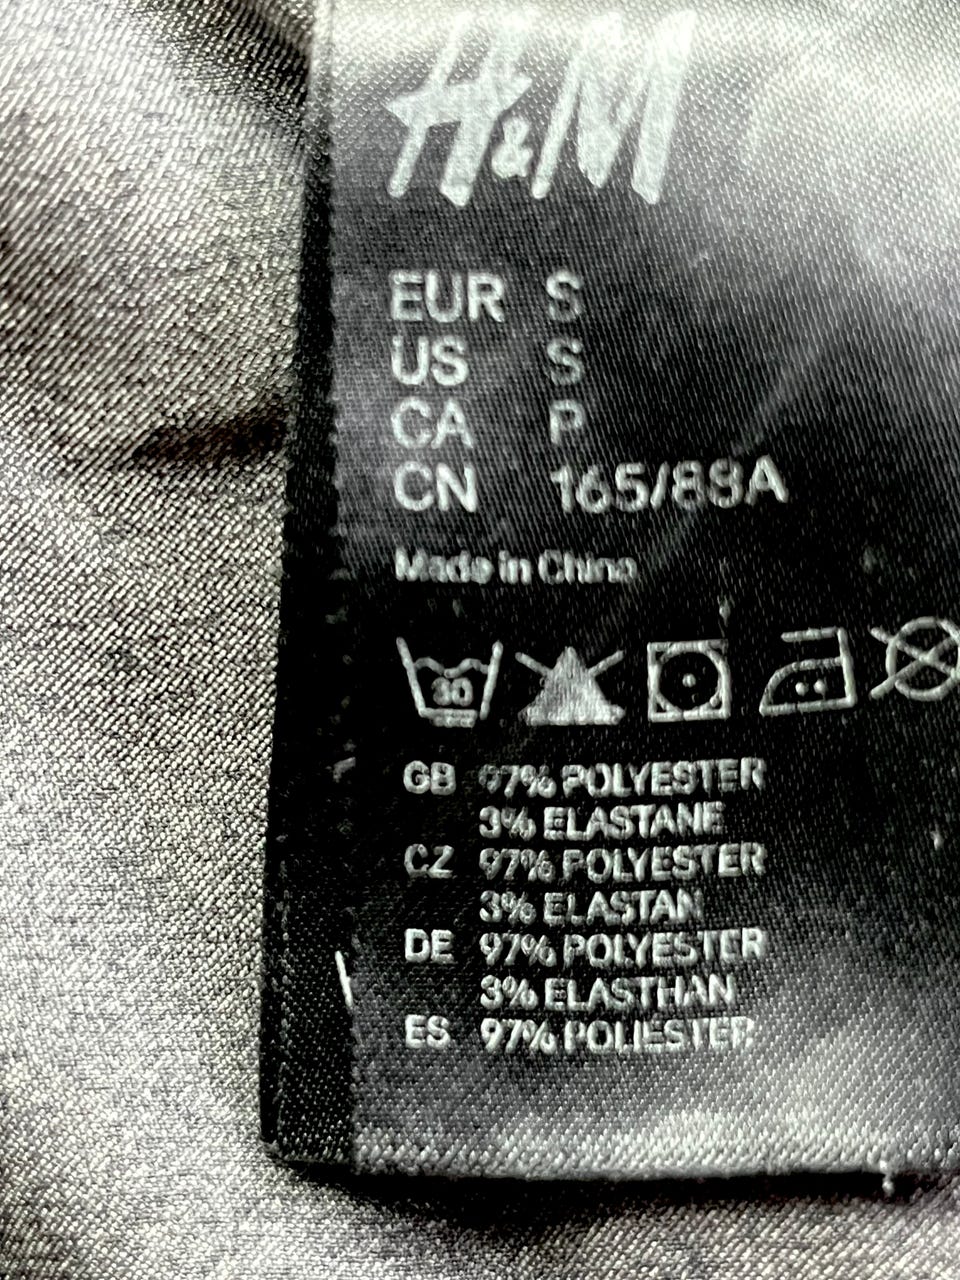 H&M
EUR S
US S
CA P
CN 165/88A
Made in China
30
GB 97% POLYESTER
3% ELASTANE
CZ 97% POLYESTER
3% ELASTAN
DE 97% POLYESTER
3% ELASTHAN
ES 97% POLIESTER